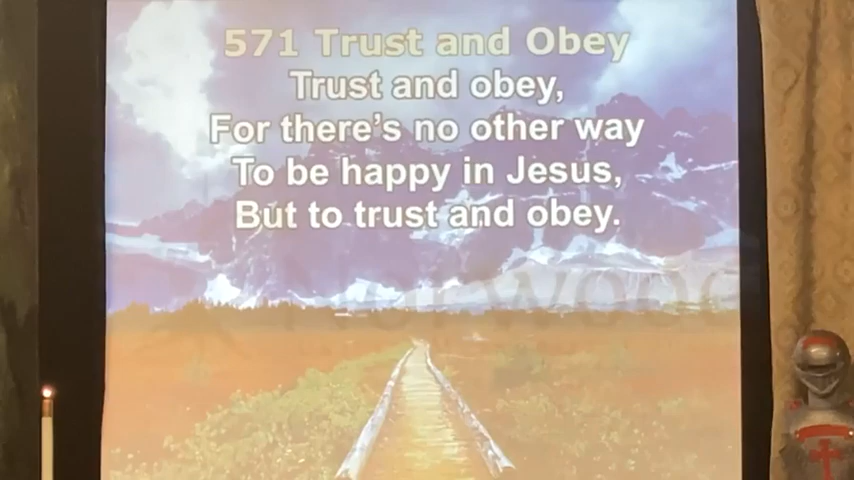 571 Trust and Obey
Trust and obey,
For there's no other way
To be happy in Jesus,
But to trust and obey.
Norwood